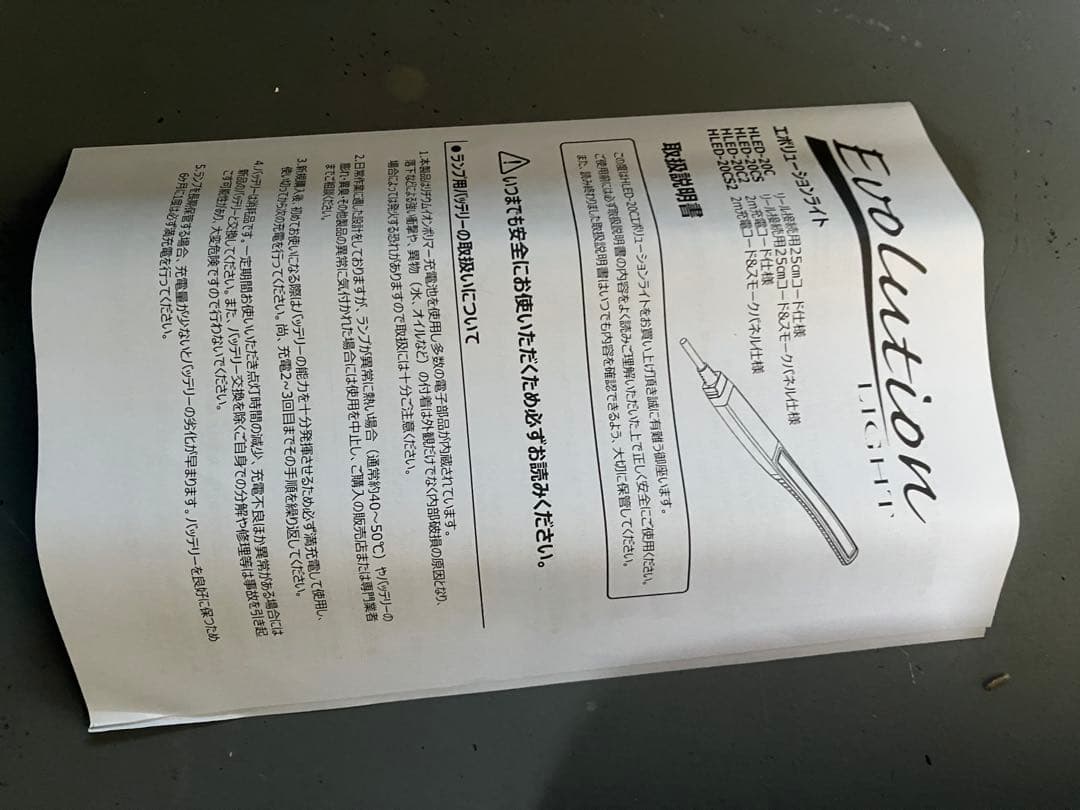 Evolution
LIGHT
エボリューションライト
HLED-20C リール接続用25cmコード仕様
HLED-20CS リール接続用25cmコード&スモークパネル仕様
HLED-20C2 2m充電コード仕様
HLED-20CS2 2m充電コード&スモークパネル仕様
取扱説明書
この度はHLED-20Cエボリューションライトをお買い上げ頂き誠に有難う御座います。
ご使用前には必ず取扱説明書の内容をよく読みご理解いただいた上で正しく安全にご使用ください。
また、読み終わりました取扱説明書はいつでも内容を確認できるよう、大切に保管してください。
いつまでも安全にお使いいただくため必ずお読みください。
●ランプ用バッテリーの取扱いについて
1.本製品はリチウムイオンポリマー充電池を使用し多数の電子部品が内蔵されています。
落下などによる強い衝撃や、異物（水、オイルなど）の付着は外観だけでなく内部破損の原因となり、
場合によっては発火する恐れがありますので取扱には十分ご注意ください。
2.日常作業に適した設計をしておりますが、ランプが異常に熱い場合（通常約40～50℃）やバッテリーの
膨れ・異臭・その他製品の異常に気付かれた場合には使用を中止し、ご購入の販売店または専門業者
までご相談ください。
3.新規購入後、初めてお使いになる際はバッテリーの能力を十分発揮させるため必ず満充電して使用し、
使い切ってから次の充電を行ってください。尚、充電2～3回目までその手順を繰り返してください。
4.バッテリーは消耗品です。一定期間お使いいただき点灯時間の減少、充電不良ほか異常がある場合には
新品のバッテリーと交換してください。また、バッテリー交換を除くご自身での分解や修理等は事故を引き起
こす可能性があり、大変危険ですので行わないでください。
5.ランプを長期保管する場合、充電量が少ないとバッテリーの劣化が早まります。バッテリーを良好に保つため
6か月に1度は必ず満充電を行ってください。